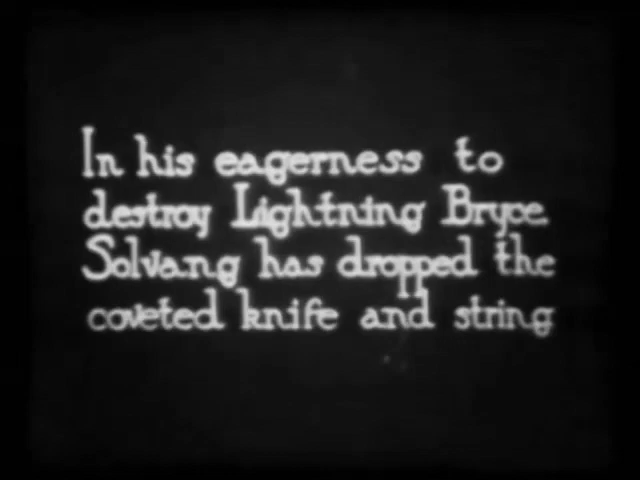 In his eagerness to
destroy Lightning Bryce
Solvang has dropped the
coveted knife and string